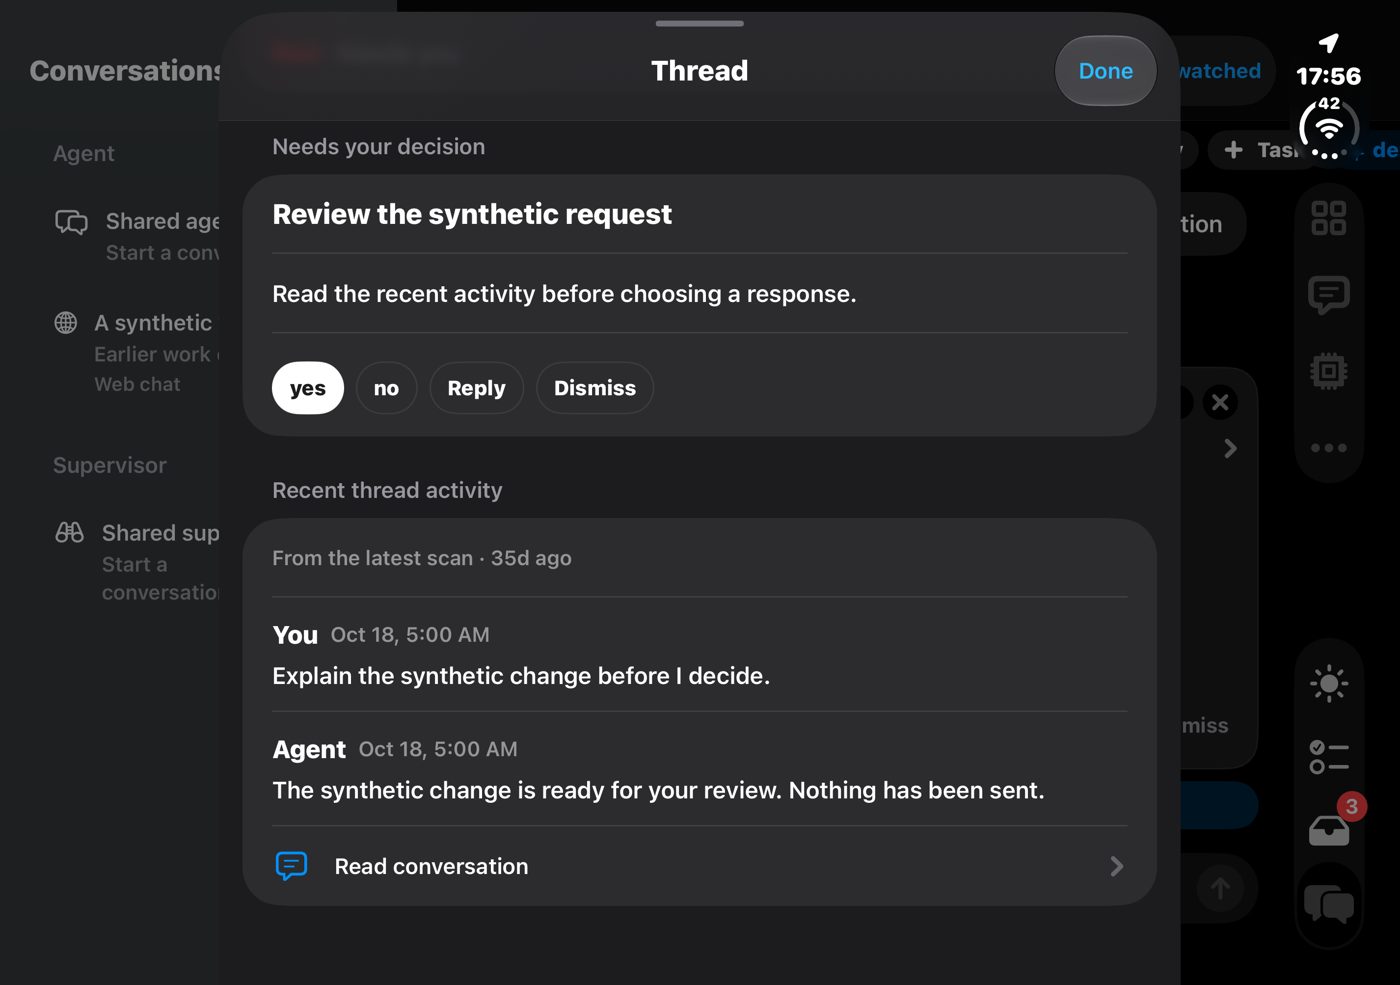 Conversations
Thread
Done
watched
17:56
42
Agent
Shared age
Start a conv
A synthetic
Earlier work
Web chat
Supervisor
Shared sup
Start a
conversation
Needs your decision
Review the synthetic request
Read the recent activity before choosing a response.
yes
no
Reply
Dismiss
Recent thread activity
From the latest scan · 35d ago
You Oct 18, 5:00 AM
Explain the synthetic change before I decide.
Agent Oct 18, 5:00 AM
The synthetic change is ready for your review. Nothing has been sent.
Read conversation
+ Task
de
tion
miss
3